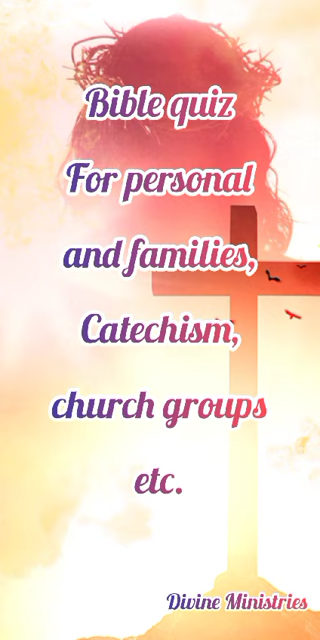 Bible quiz
For personal
and families,
Catechism,
church groups
etc.
Divine Ministries